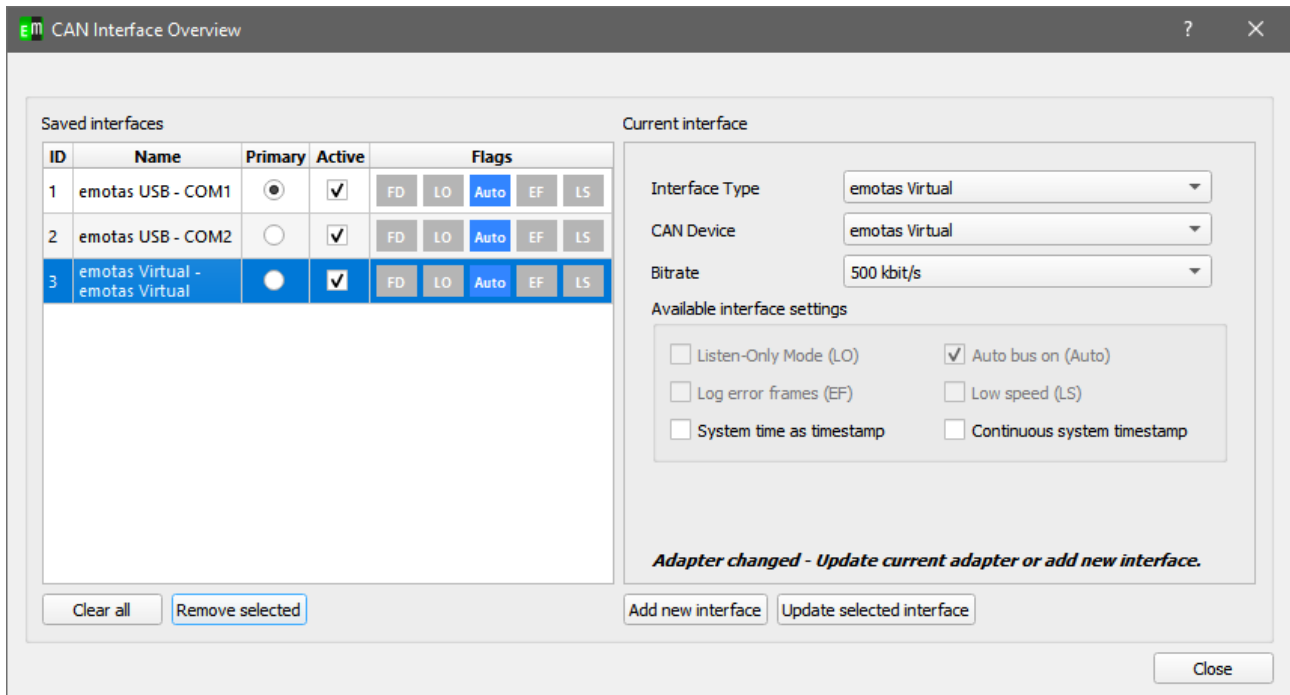 Em CAN Interface Overview ?
Saved interfaces
ID Name Primary Active Flags
1 emotas USB - COM1 FD LO Auto EF LS
2 emotas USB - COM2 FD LO Auto EF LS
3 emotas Virtual -
emotas Virtual FD LO Auto EF LS
Clear all Remove selected
Current interface
Interface Type emotas Virtual
CAN Device emotas Virtual
Bitrate 500 kbit/s
Available interface settings
Listen-Only Mode (LO) Auto bus on (Auto)
Log error frames (EF) Low speed (LS)
System time as timestamp Continuous system timestamp
Adapter changed - Update current adapter or add new interface.
Add new interface Update selected interface
Close